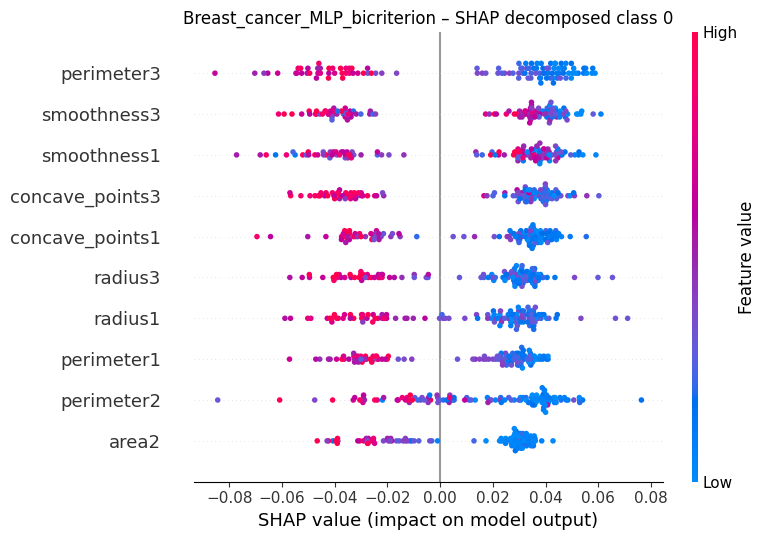 Breast_cancer_MLP_bicriterion – SHAP decomposed class 0
High
perimeter3
smoothness3
smoothness1
concave_points3
concave_points1
radius3
radius1
perimeter1
perimeter2
area2
Feature value
Low
−0.08 −0.06 −0.04 −0.02 0.00 0.02 0.04 0.06 0.08
SHAP value (impact on model output)